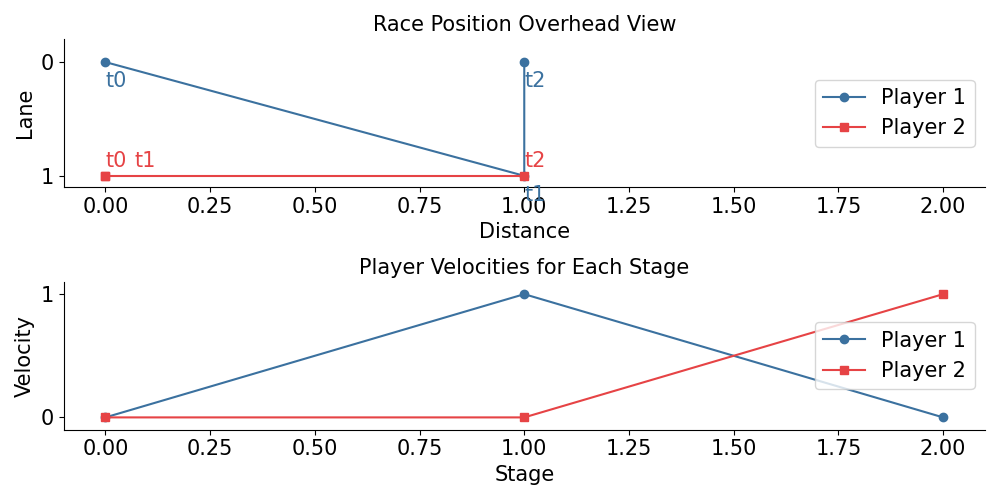 Race Position Overhead View
Lane
0
1
t0
t2
t0 t1
t2
t1
Player 1
Player 2
0.00 0.25 0.50 0.75 1.00 1.25 1.50 1.75 2.00
Distance
Player Velocities for Each Stage
Velocity
1
0
Player 1
Player 2
0.00 0.25 0.50 0.75 1.00 1.25 1.50 1.75 2.00
Stage